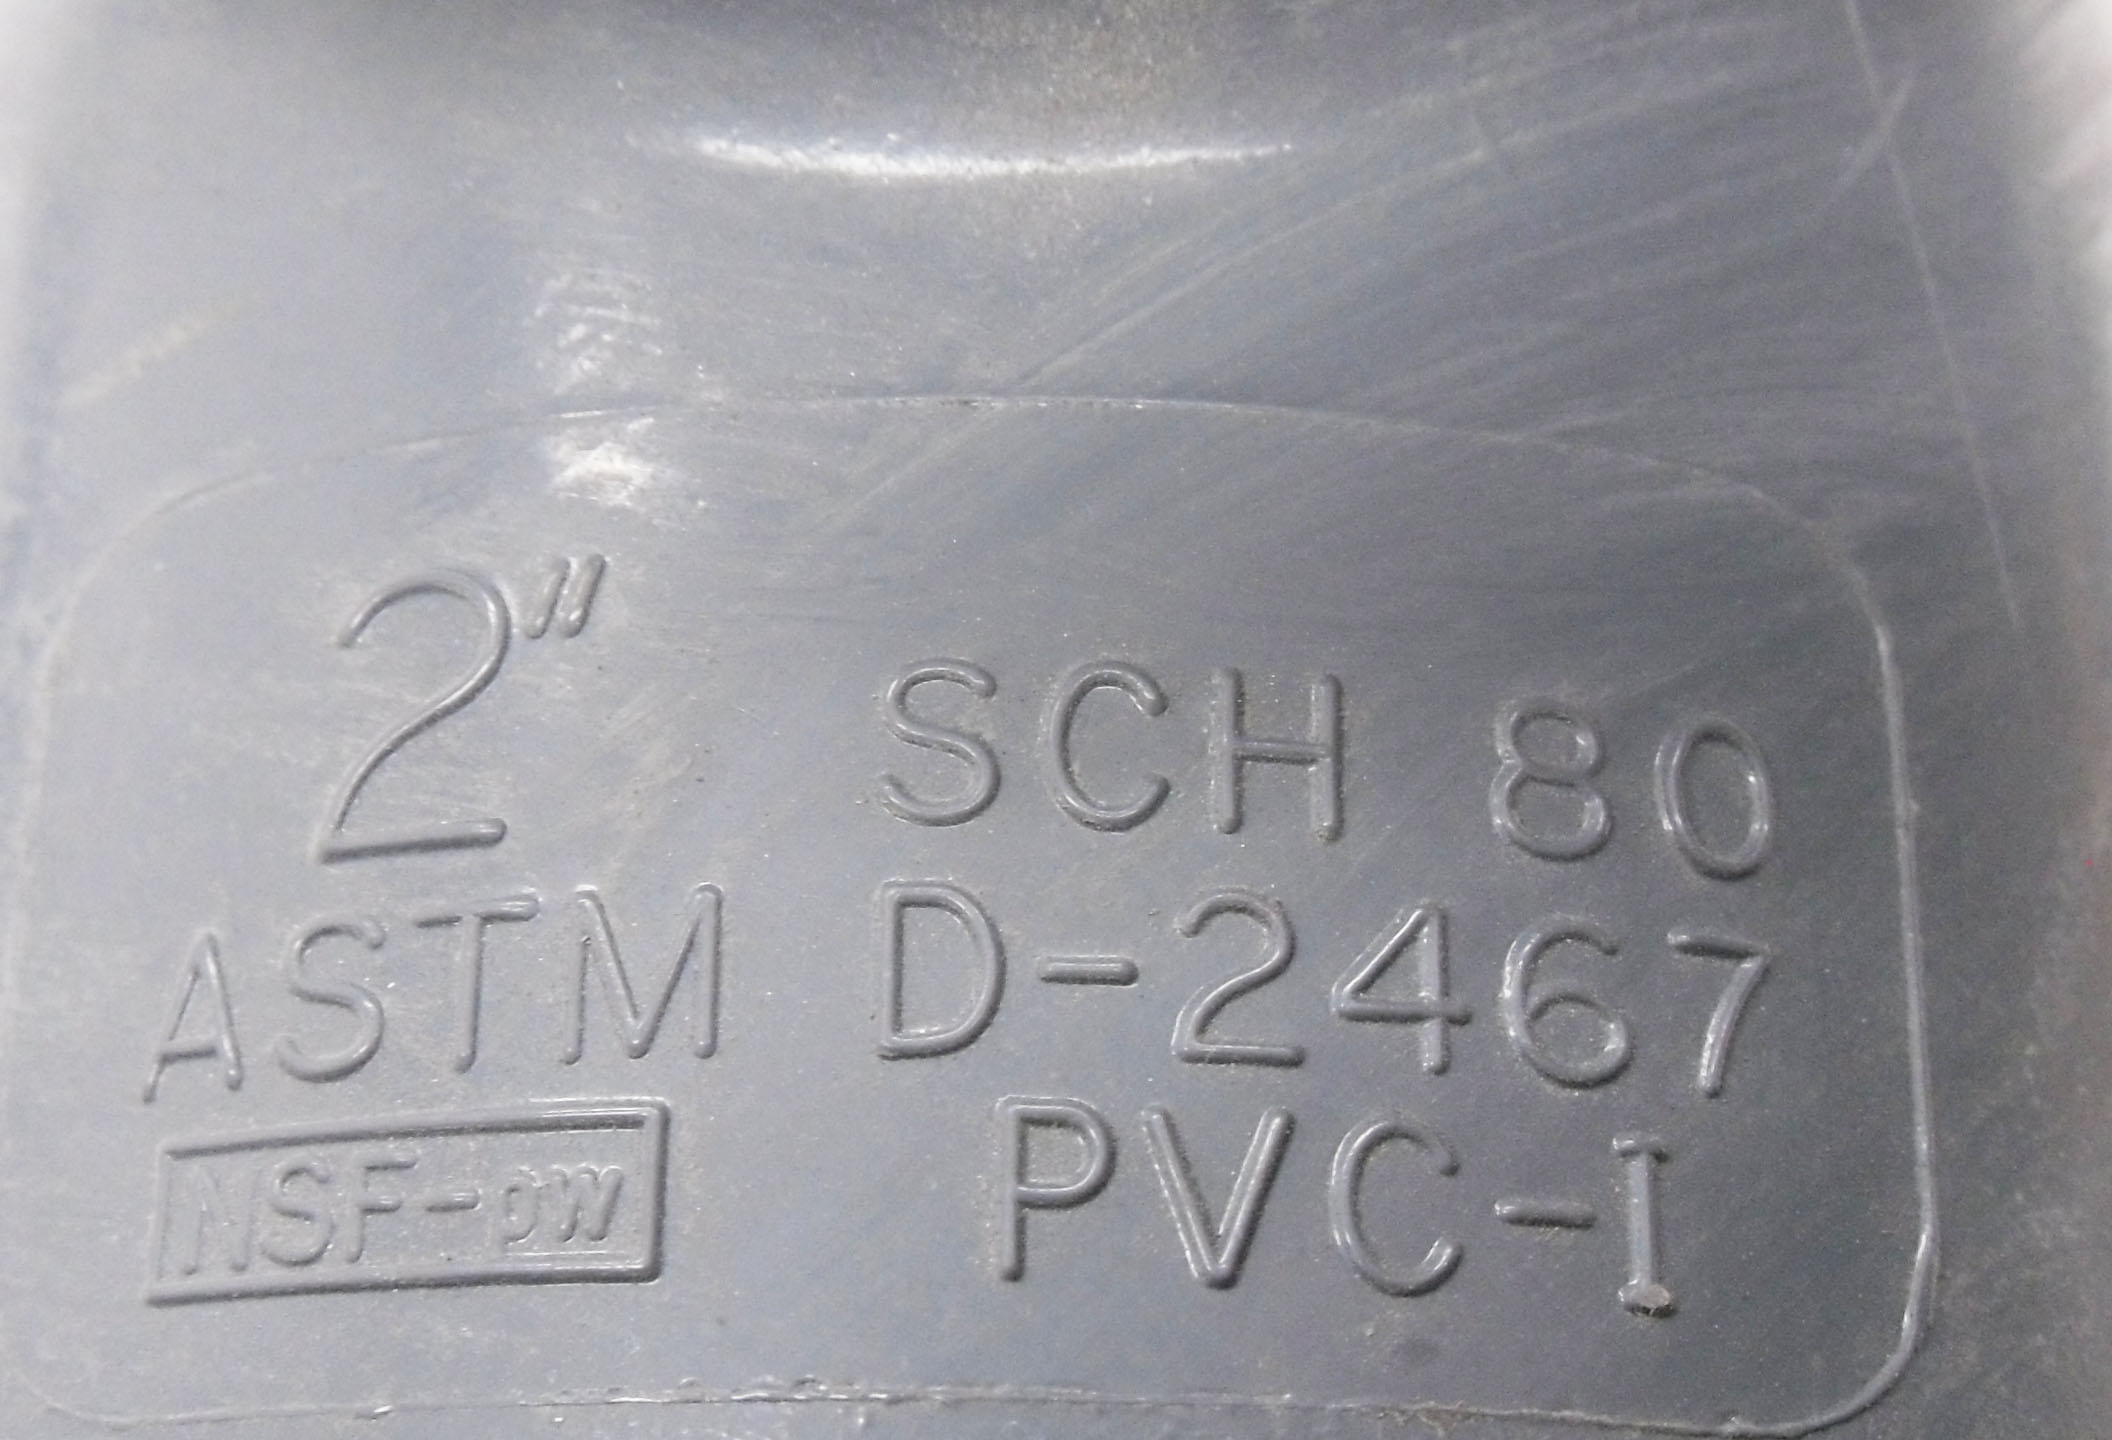 2" SCH 80
ASTM D-2467
NSF-pw PVC-I